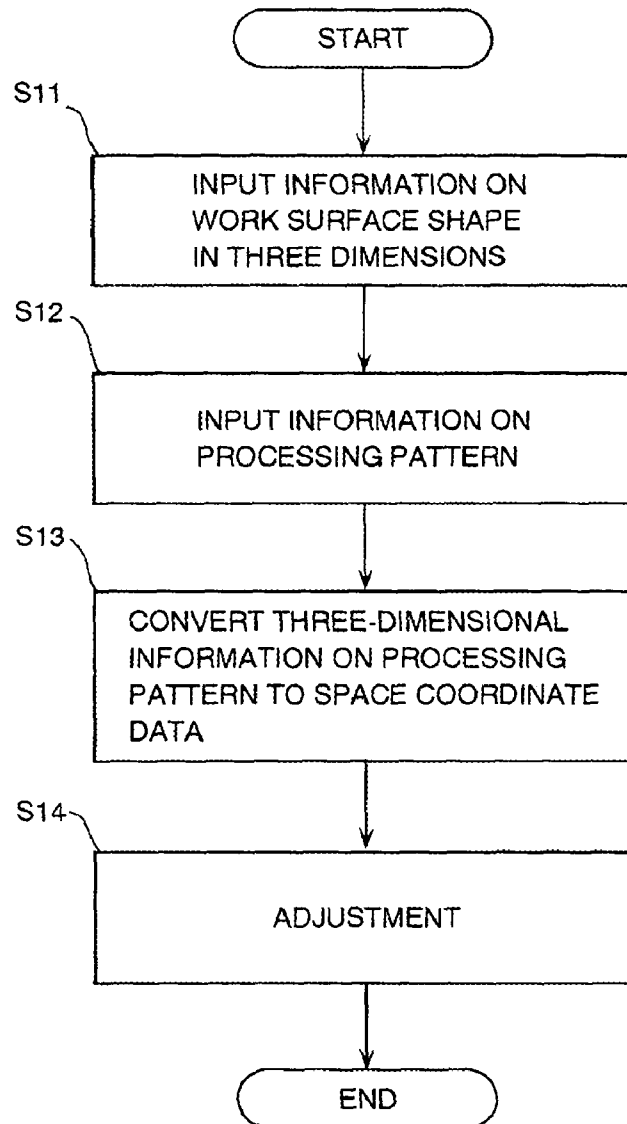 START
S11
INPUT INFORMATION ON
WORK SURFACE SHAPE
IN THREE DIMENSIONS
S12
INPUT INFORMATION ON
PROCESSING PATTERN
S13
CONVERT THREE-DIMENSIONAL
INFORMATION ON PROCESSING
PATTERN TO SPACE COORDINATE
DATA
S14
ADJUSTMENT
END